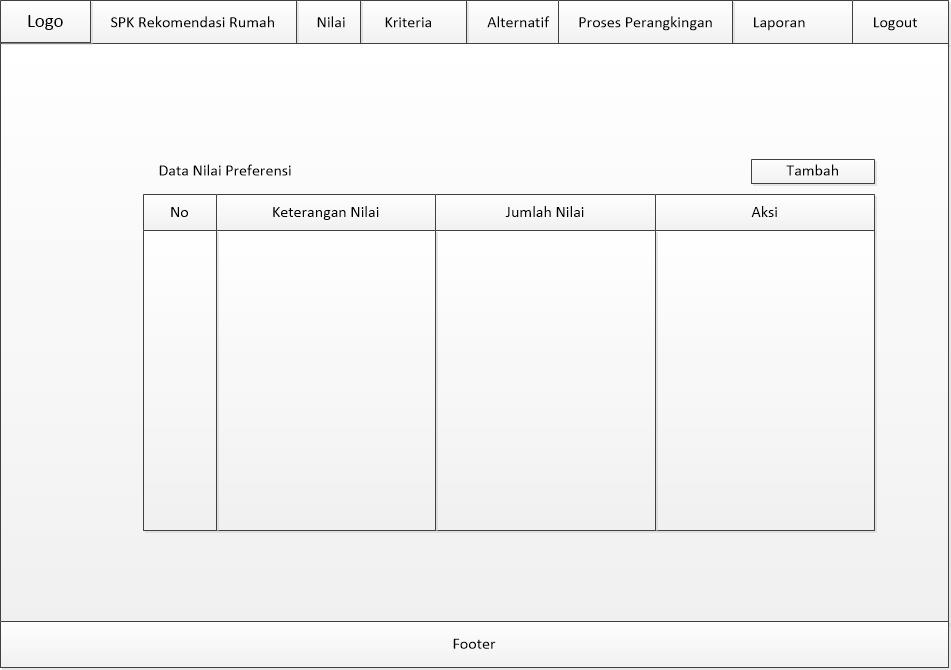 Logo SPK Rekomendasi Rumah Nilai Kriteria Alternatif Proses Perangkingan Laporan Logout
Data Nilai Preferensi Tambah
No Keterangan Nilai Jumlah Nilai Aksi
Footer